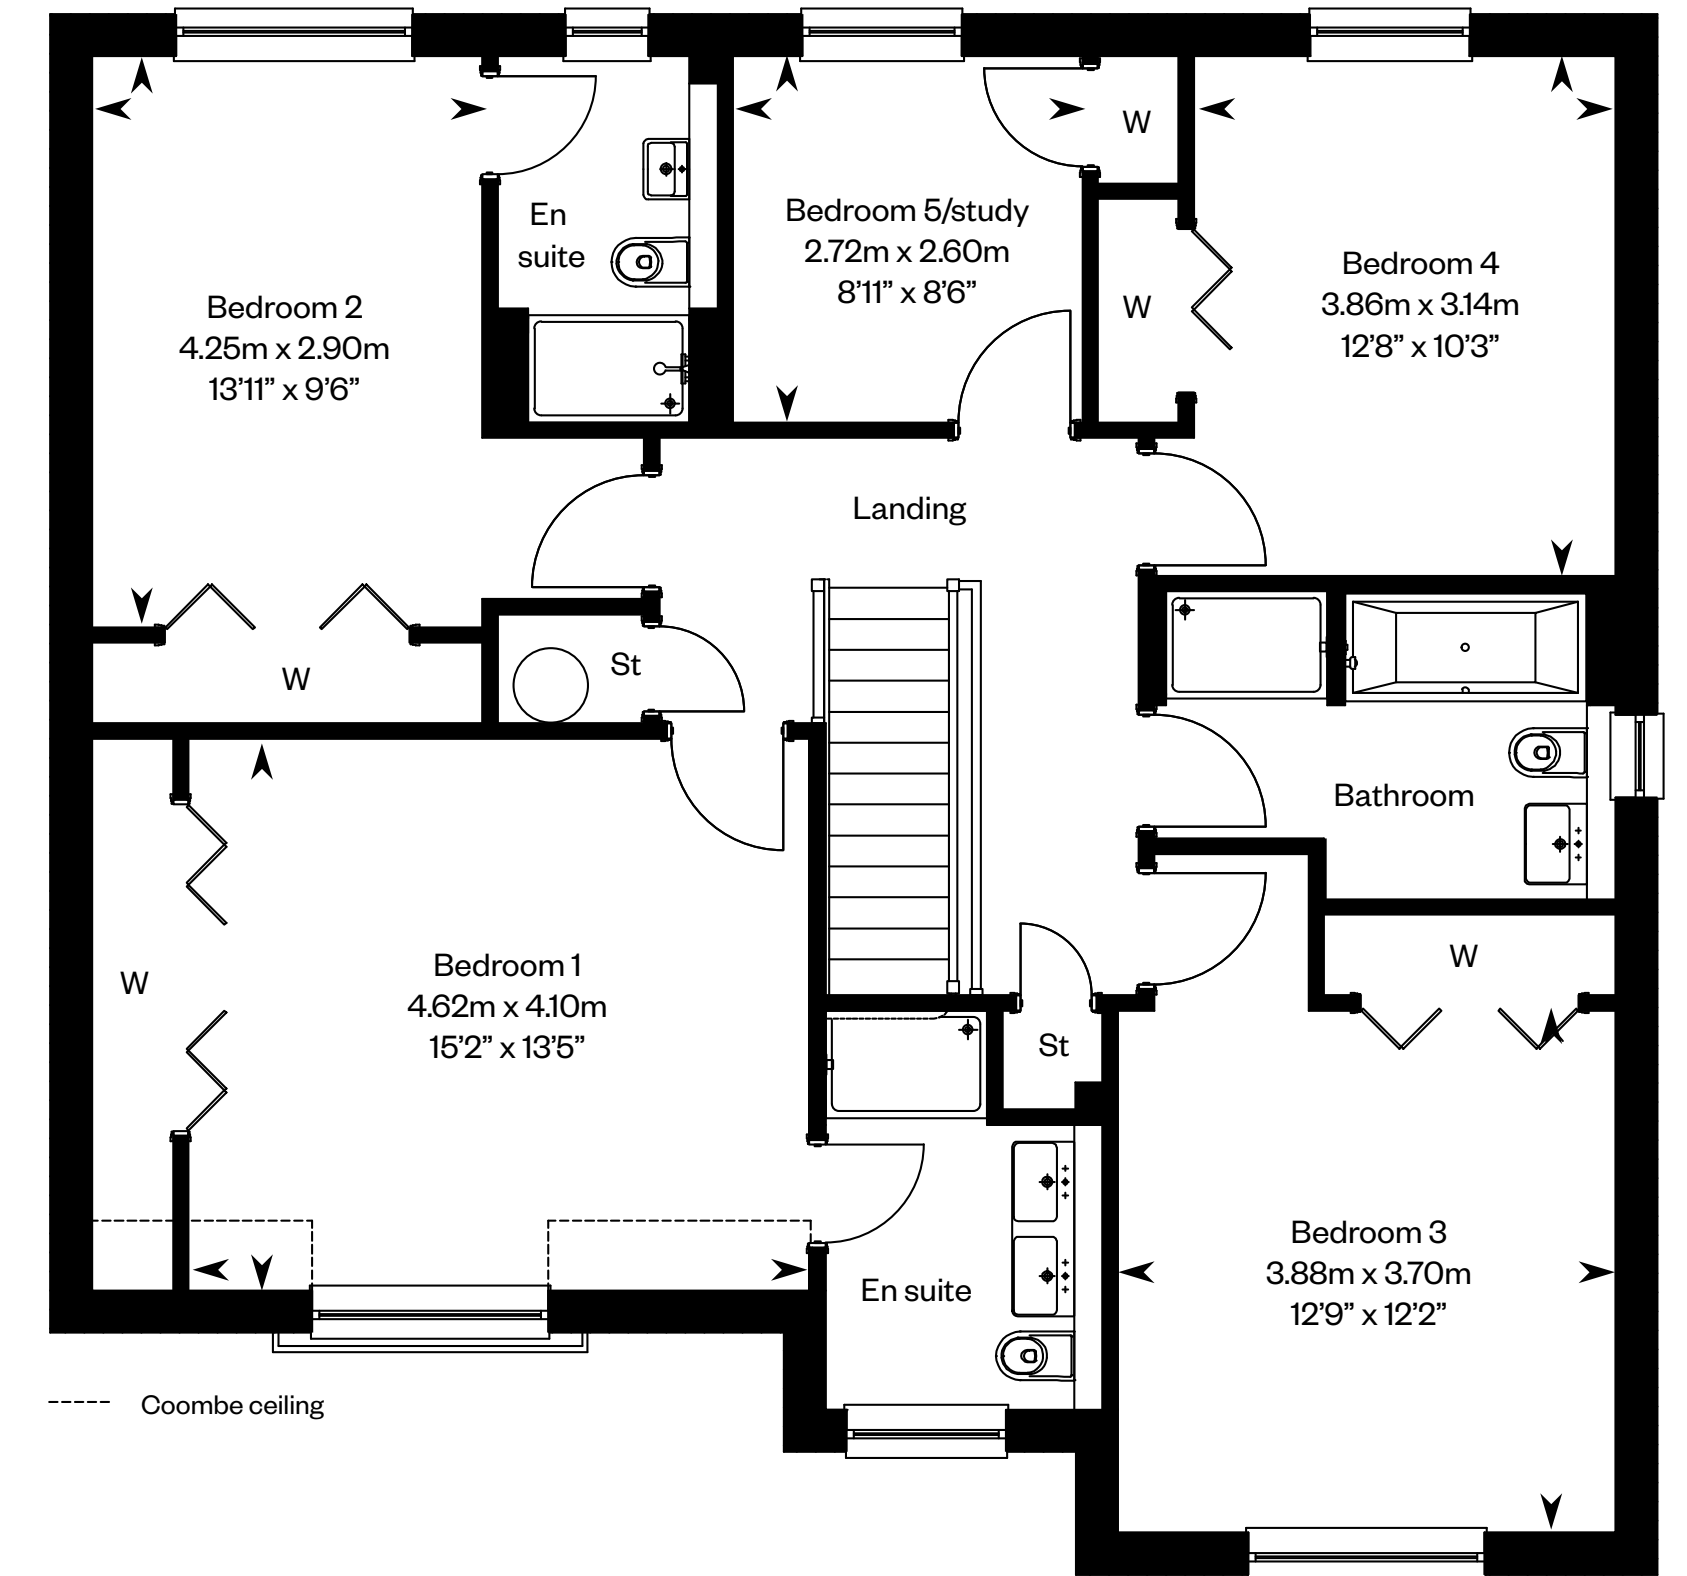 W
Bedroom 5/study
2.72m x 2.60m
8’11” x 8’6”
En
suite
Bedroom 4
3.86m x 3.14m
12’8” x 10’3”
W
Bedroom 2
4.25m x 2.90m
13’11” x 9’6”
Landing
St
W
Bathroom
W
Bedroom 1
4.62m x 4.10m
15’2” x 13’5”
W
St
Bedroom 3
3.88m x 3.70m
12’9” x 12’2”
En suite
Coombe ceiling